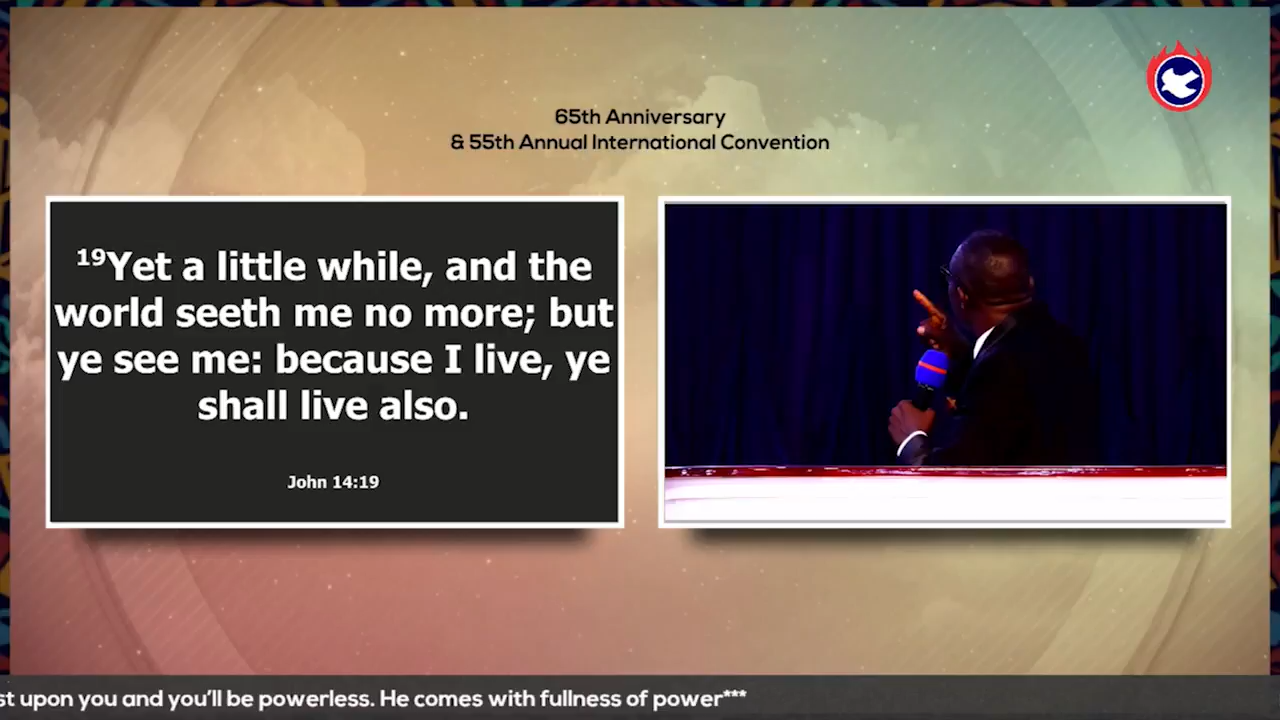 65th Anniversary
& 55th Annual International Convention
19Yet a little while, and the
world seeth me no more; but
ye see me: because I live, ye
shall live also.
John 14:19
upon you and you'll be powerless. He comes with fullness of power***